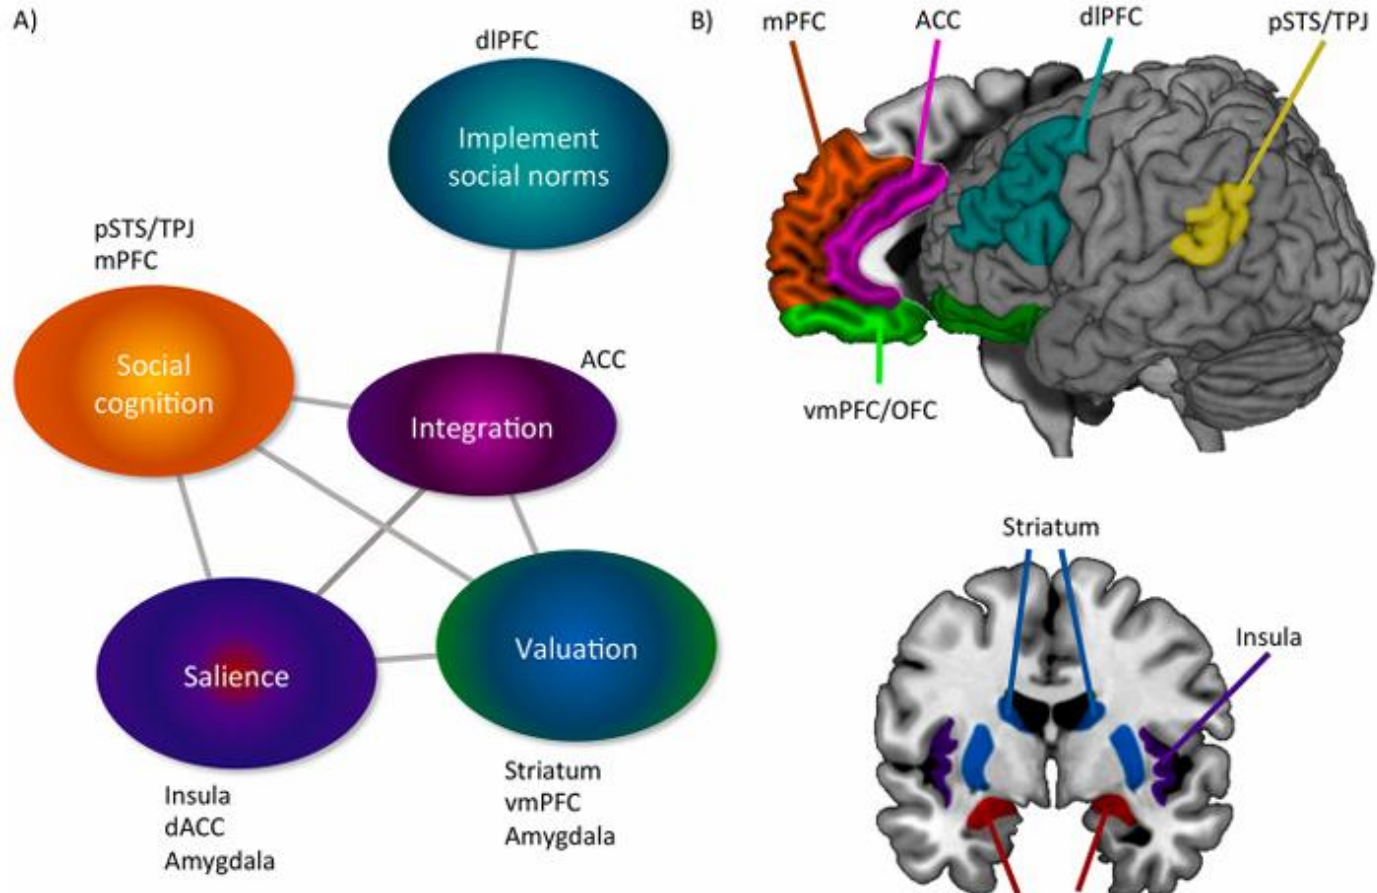 A)
dlPFC
Implement
social norms
pSTS/TPJ
mPFC
Social
cognition
ACC
Integration
Salience
Valuation
Insula
dACC
Amygdala
Striatum
vmPFC
Amygdala
B)
mPFC
ACC
dlPFC
pSTS/TPJ
vmPFC/OFC
Striatum
Insula